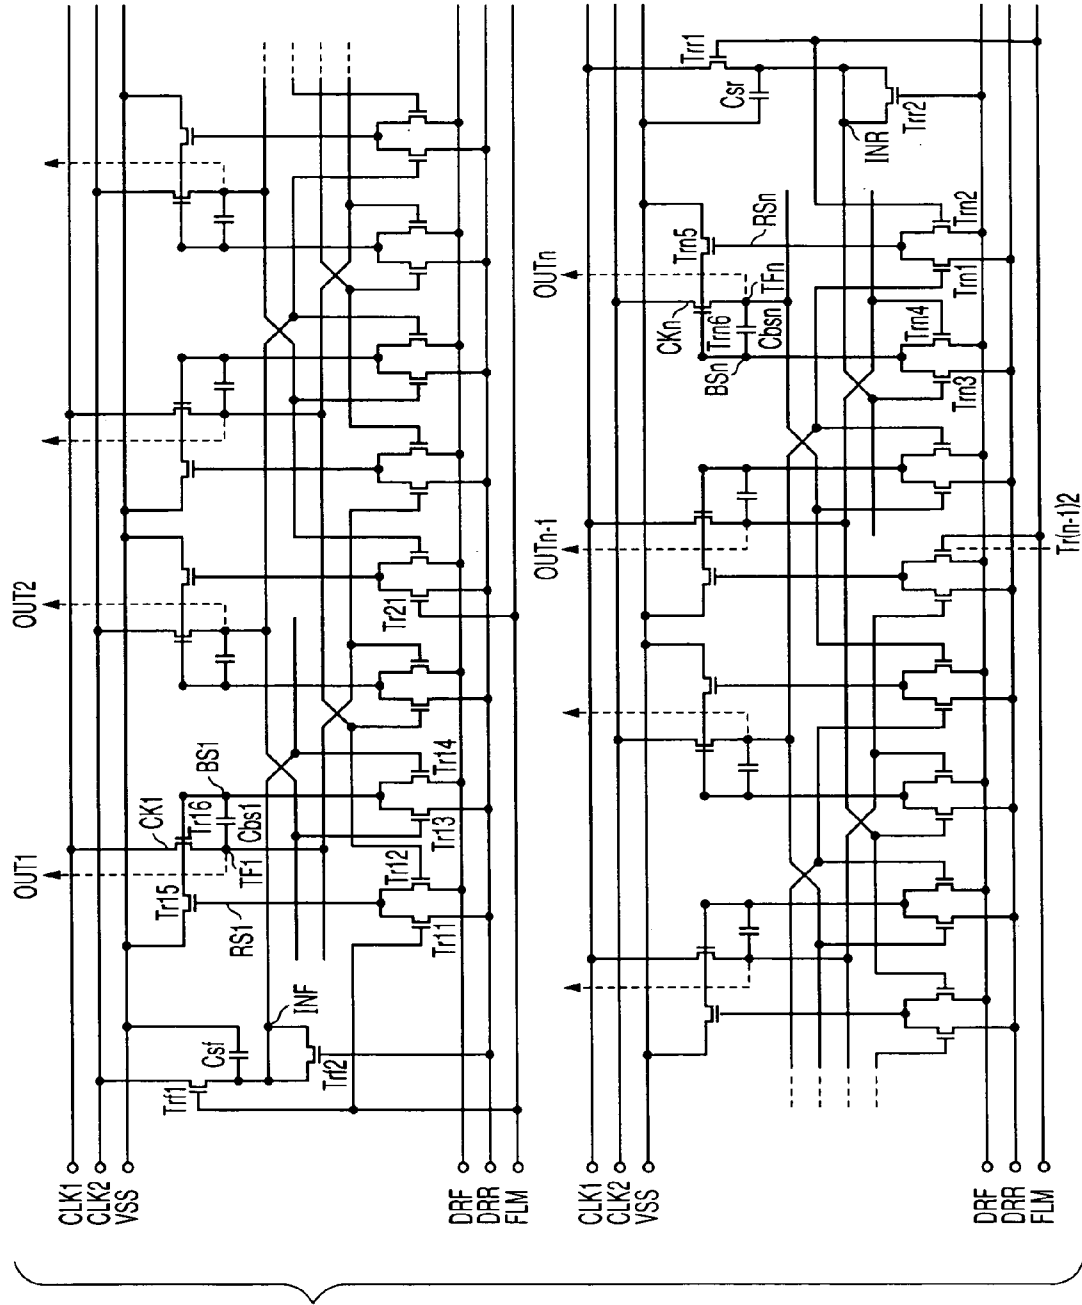 OUT1
OUT2
CLK1
CLK2
VSS
CK1
Tr15
Tr16
BS1
Cbs1
TF1
RS1
Trf1
Csf
INF
Trf2
Tr11
Tr12
Tr13
Tr14
Tr21
DRF
DRR
FLM
OUTn-1
OUTn
CLK1
CLK2
VSS
CKn
Trn5
Trn6
TFn
Cbsn
BSn
RSn
Trr1
Csr
INR
Trr2
Trn3
Trn4
Trn1
Trn2
Tr(n-1)2
DRF
DRR
FLM